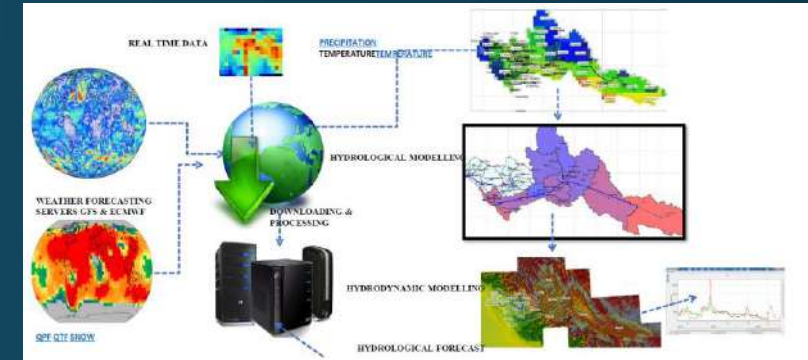 REAL TIME DATA
PRECIPITATION
TEMPERATURETEMPERATURE
HYDROLOGICAL MODELLING
WEATHER FORECASTING
SERVERS GFS & ECMWF
DOWNLOADING &
PROCESSING
HYDRODYNAMIC MODELLING
QPF QTF SNOW
HYDROLOGICAL FORECAST